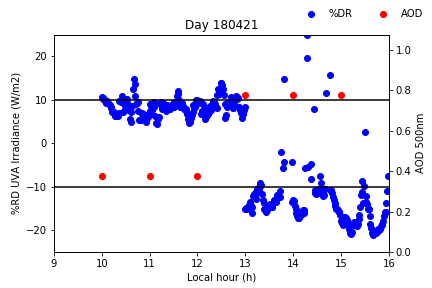 %DR AOD
Day 180421
20
10
0
−10
−20
1.0
0.8
0.6
0.4
0.2
0.0
%RD UVA Irradiance (W/m2)
AOD 500nm
9 10 11 12 13 14 15 16
Local hour (h)